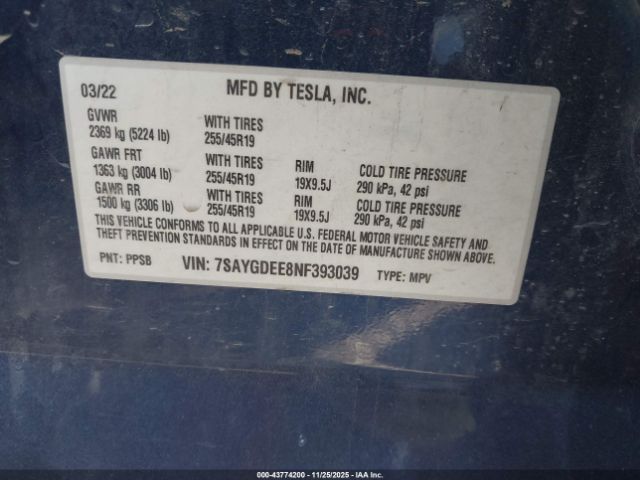 03/22 MFD BY TESLA, INC.
GVWR
2369 kg (5224 lb) WITH TIRES 255/45R19
GAWR FRT
1363 kg (3004 lb) WITH TIRES 255/45R19 RIM 19X9.5J COLD TIRE PRESSURE 290 kPa, 42 psi
GAWR RR
1500 kg (3306 lb) WITH TIRES 255/45R19 RIM 19X9.5J COLD TIRE PRESSURE 290 kPa, 42 psi
THIS VEHICLE CONFORMS TO ALL APPLICABLE U.S. FEDERAL MOTOR VEHICLE SAFETY AND
THEFT PREVENTION STANDARDS IN EFFECT ON THE DATE OF MANUFACTURE SHOWN ABOVE.
PNT: PPSB VIN: 7SAYGDEE8NF393039 TYPE: MPV
000-43774200 - 11/25/2025 - IAA Inc.